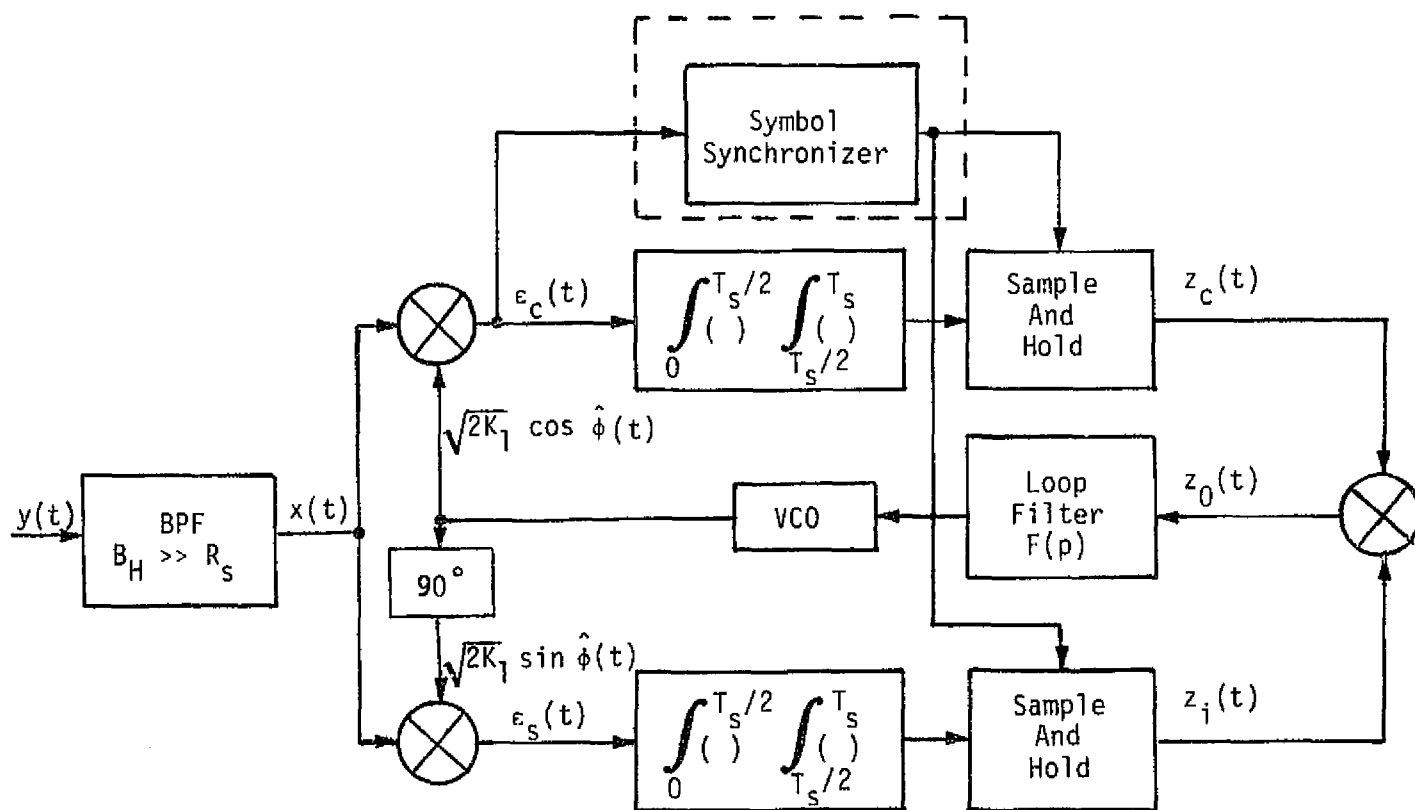 Symbol
Synchronizer
ε_c(t)
∫_0^{T_s/2} ( ) ∫_{T_s/2}^{T_s} ( )
Sample
And
Hold
z_c(t)
√2K_1 cos φ̂(t)
y(t)
BPF
B_H >> R_s
x(t)
VCO
Loop
Filter
F(p)
z_0(t)
90°
√2K_1 sin φ̂(t)
ε_s(t)
∫_0^{T_s/2} ( ) ∫_{T_s/2}^{T_s} ( )
Sample
And
Hold
z_i(t)